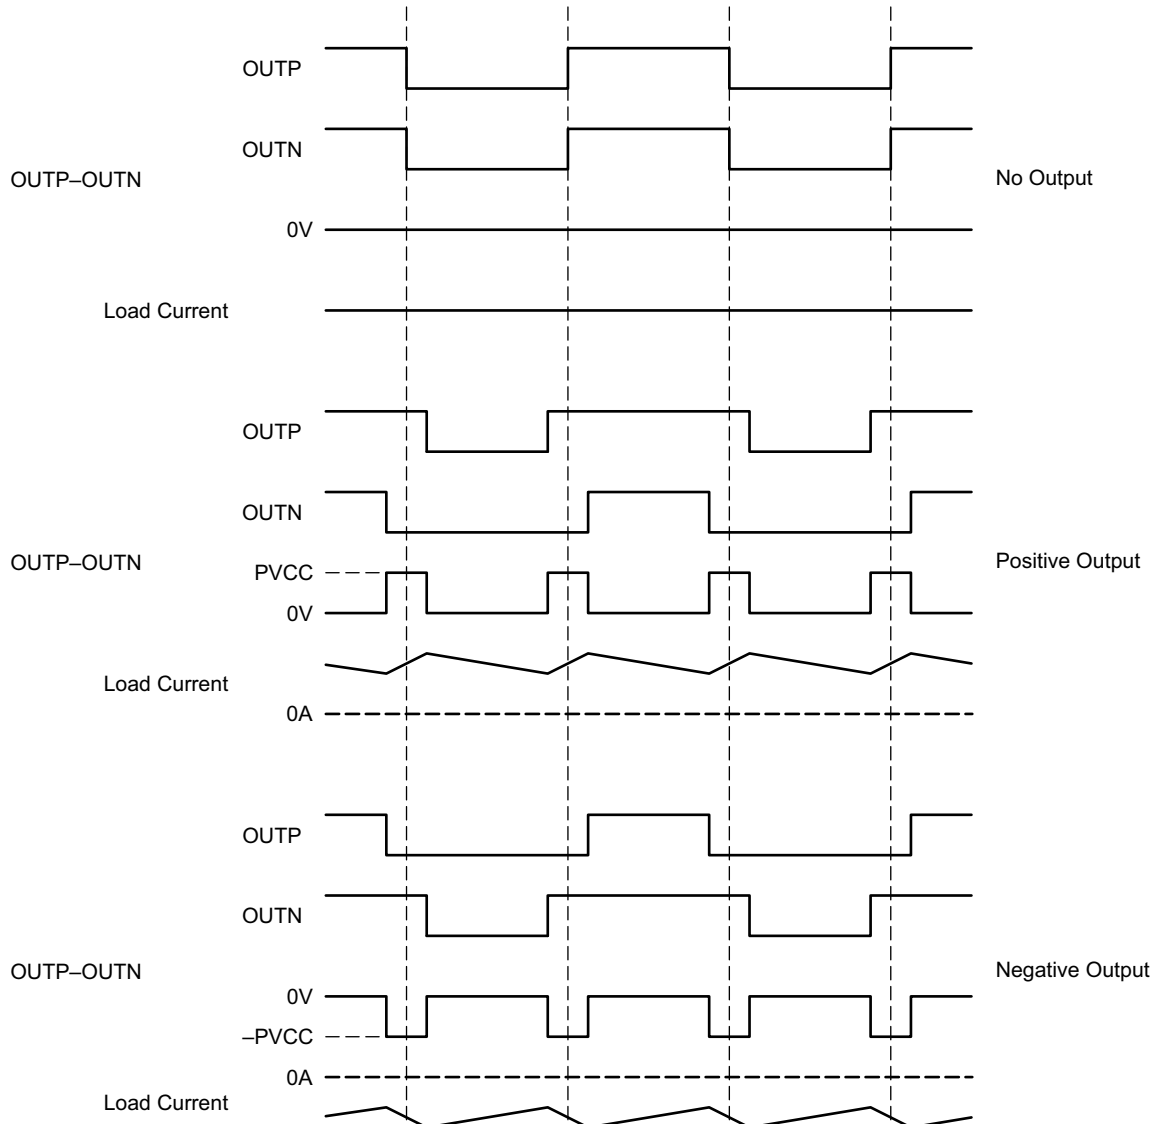 OUTP
OUTN
OUTP–OUTN
No Output
0V
Load Current
OUTP
OUTN
OUTP–OUTN
Positive Output
PVCC
0V
Load Current
0A
OUTP
OUTN
OUTP–OUTN
Negative Output
0V
–PVCC
0A
Load Current